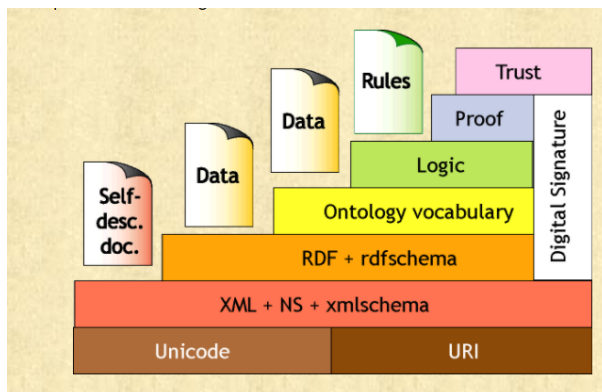 Rules
Trust
Data
Proof
Data
Logic
Self-
desc.
doc.
Ontology vocabulary
Digital Signature
RDF + rdfschema
XML + NS + xmlschema
Unicode
URI